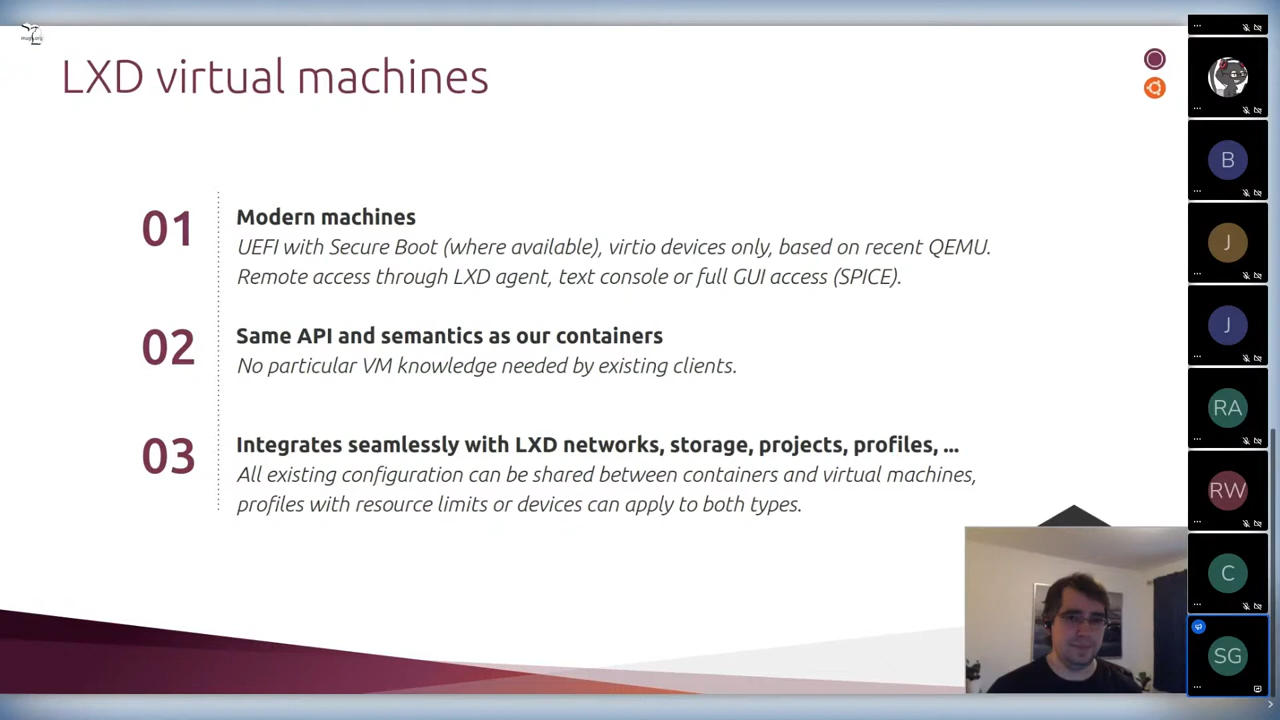 LXD virtual machines
01
Modern machines
UEFI with Secure Boot (where available), virtio devices only, based on recent QEMU.
Remote access through LXD agent, text console or full GUI access (SPICE).
02
Same API and semantics as our containers
No particular VM knowledge needed by existing clients.
03
Integrates seamlessly with LXD networks, storage, projects, profiles, ...
All existing configuration can be shared between containers and virtual machines,
profiles with resource limits or devices can apply to both types.
B
J
J
RA
RW
C
SG